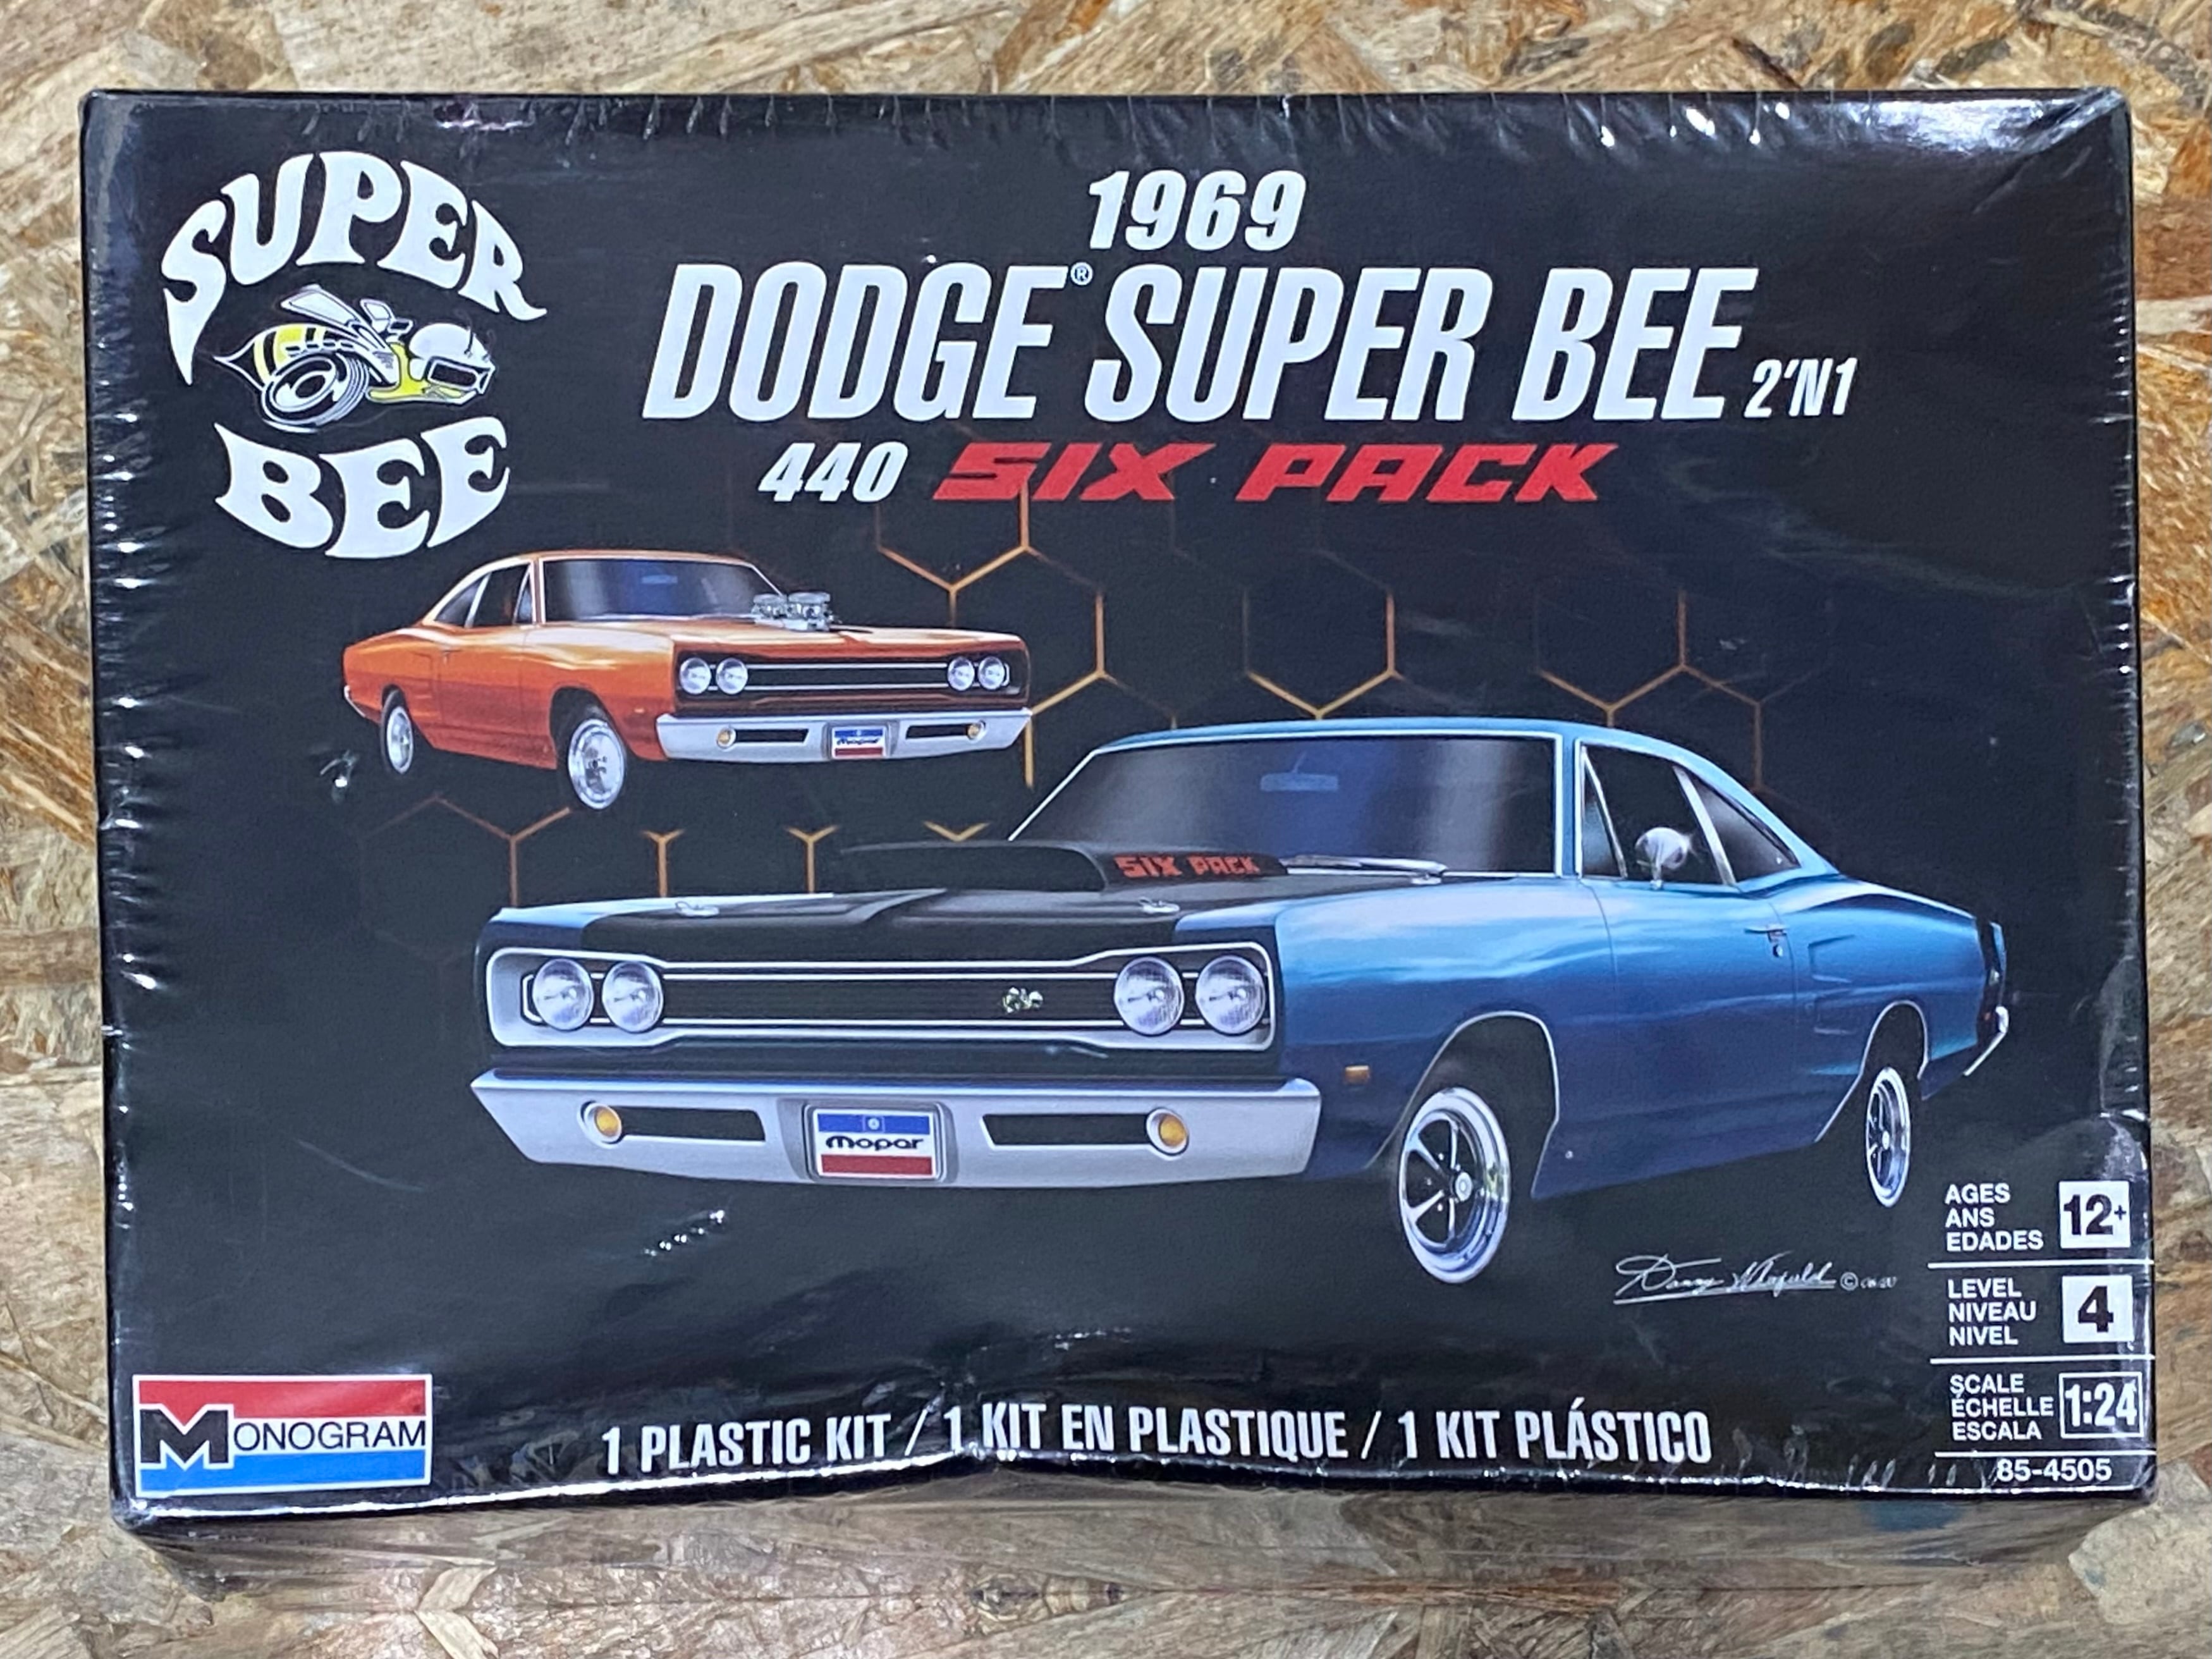 SUPER
BEE
1969
DODGE® SUPER BEE 2'N1
440 SIX PACK
Mopar
SIX PACK
Mopar
AGES
ANS
EDADES
12+
LEVEL
NIVEAU
NIVEL
4
SCALE
ÉCHELLE
ESCALA
1:24
85-4505
MONOGRAM
1 PLASTIC KIT / 1 KIT EN PLASTIQUE / 1 KIT PLÁSTICO